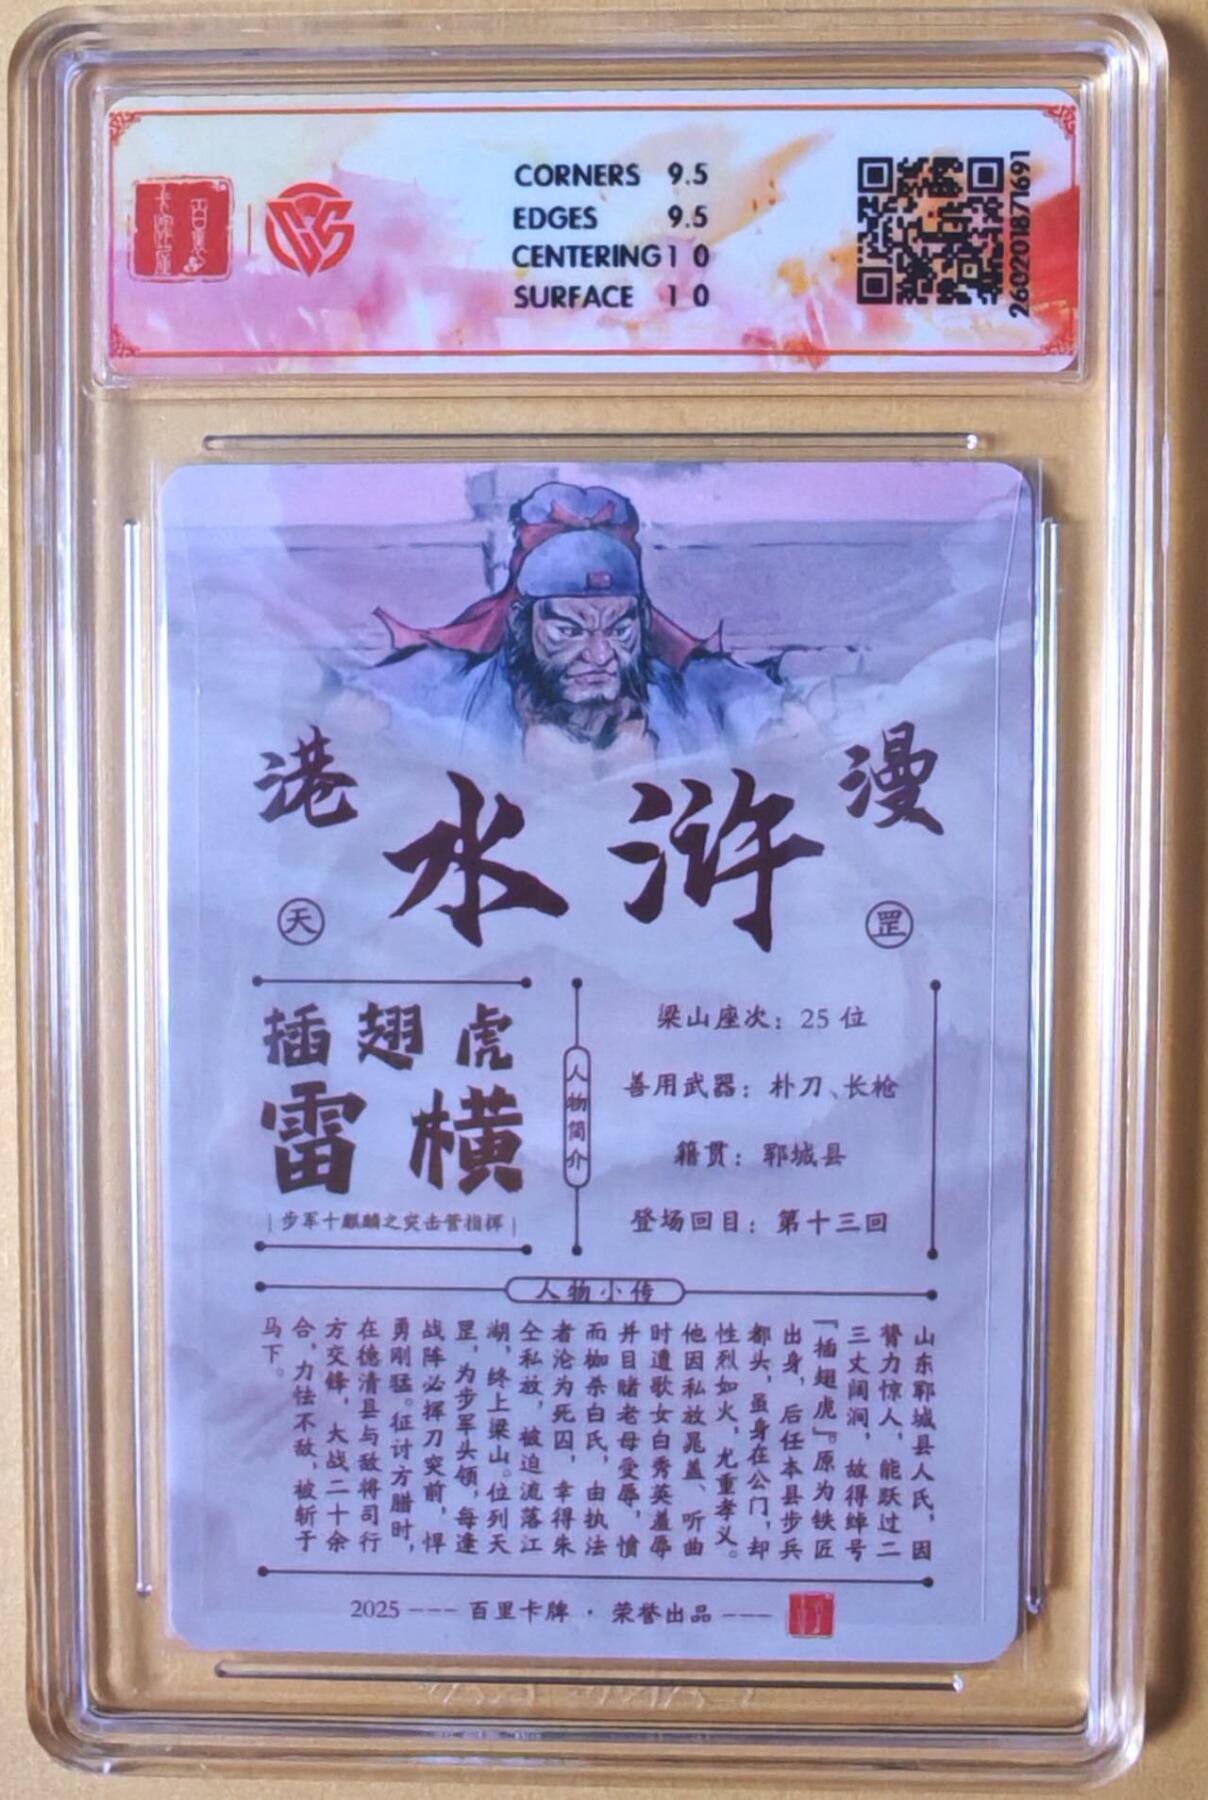 CORNERS 9.5
EDGES 9.5
CENTERING 10
SURFACE 10
2602018771691
港
水浒
漫
天
罡
插翅虎
雷横
步军十麒麟之突击营指挥
人物简介
梁山座次：25 位
善用武器：朴刀、长枪
籍贯：郓城县
登场回目：第十三回
人物小传
山东郓城县人氏，因
膂力惊人，能跃过二
三丈阔涧，故得绰号
『插翅虎』。原为铁匠
出身，后任本县步兵
都头，虽身在公门，却
性烈如火，尤重孝义。
他因私放晁盖、听曲
时遭歌女白秀英羞辱
并目睹老母受辱，愤
而枷杀白氏，由执法
者沦为死囚，幸得朱
仝私放，被迫流落江
湖，终上梁山。位列天
罡，为步军头领，每逢
战阵必挥刀突前，悍
勇刚猛。征讨方腊时，
在德清县与敌将司行
方交锋，大战二十余
合，力怯不敌，被斩于
马下。
2025 --- 百里卡牌 · 荣誉出品 ---